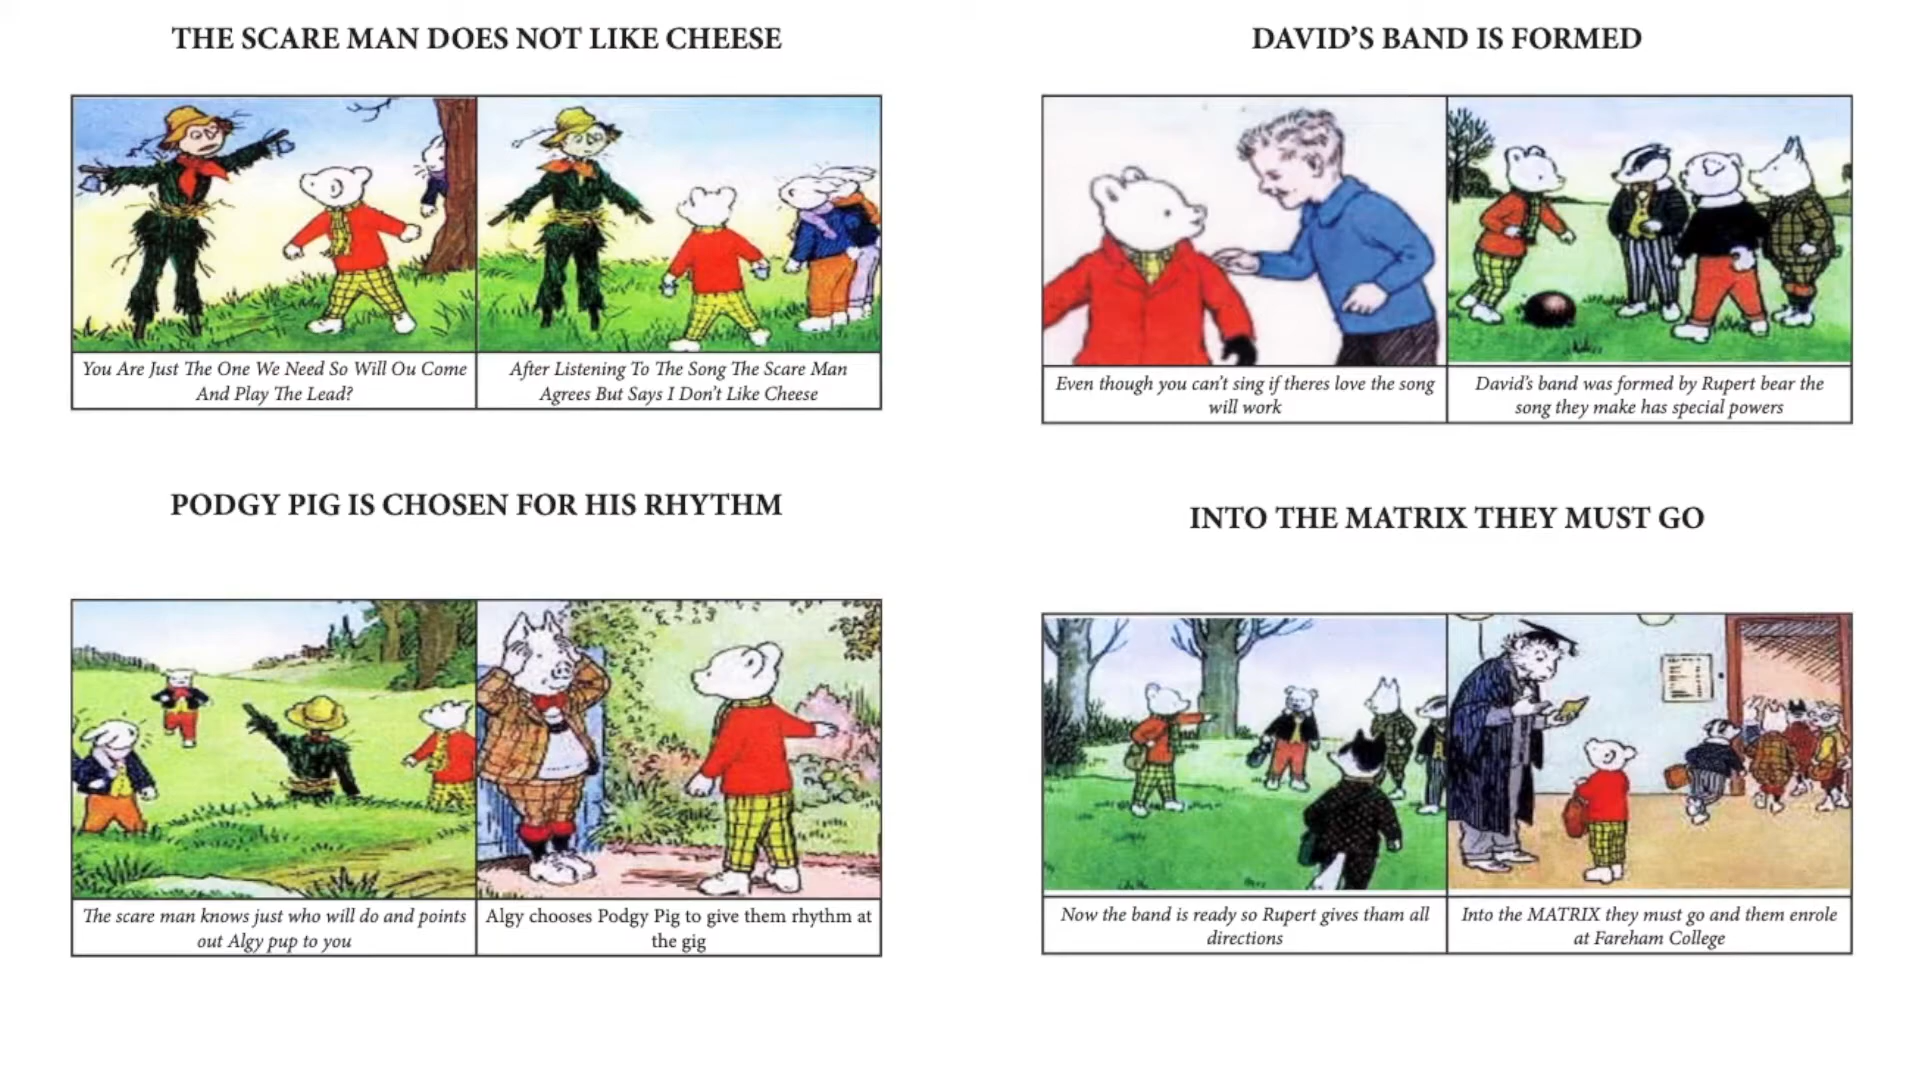 THE SCARE MAN DOES NOT LIKE CHEESE
You Are Just The One We Need So Will Ou Come
And Play The Lead?
After Listening To The Song The Scare Man
Agrees But Says I Don't Like Cheese
PODGY PIG IS CHOSEN FOR HIS RHYTHM
The scare man knows just who will do and points
out Algy pup to you
Algy chooses Podgy Pig to give them rhythm at
the gig
DAVID'S BAND IS FORMED
Even though you can't sing if theres love the song
will work
David's band was formed by Rupert bear the
song they make has special powers
INTO THE MATRIX THEY MUST GO
Now the band is ready so Rupert gives tham all
directions
Into the MATRIX they must go and them enrole
at Fareham College